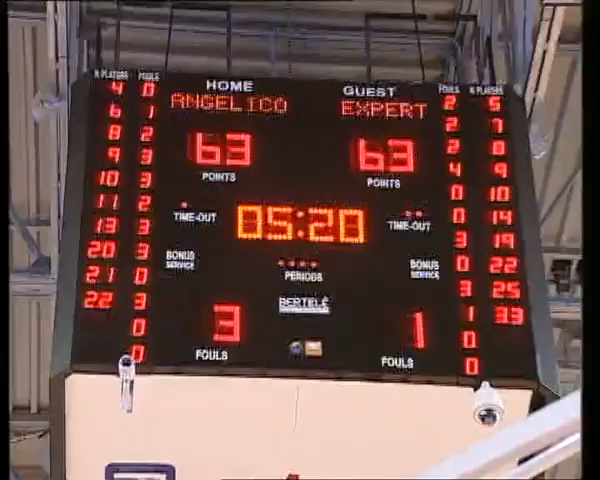 N PLAYERS FOULS HOME GUEST FOULS N PLAYERS
ANGELICO EXPERT
4 0 2 5
6 1 2 7
8 2 2 8
9 3 4 9
10 3 0 10
11 2 0 14
13 3 3 19
20 3 0 22
21 0 3 25
22 3 1 33
0 0
0 0
63 63
POINTS POINTS
TIME-OUT 05:20 TIME-OUT
BONUS SERVICE PERIODS BONUS SERVICE
BERTELÈ
3 1
FOULS FOULS